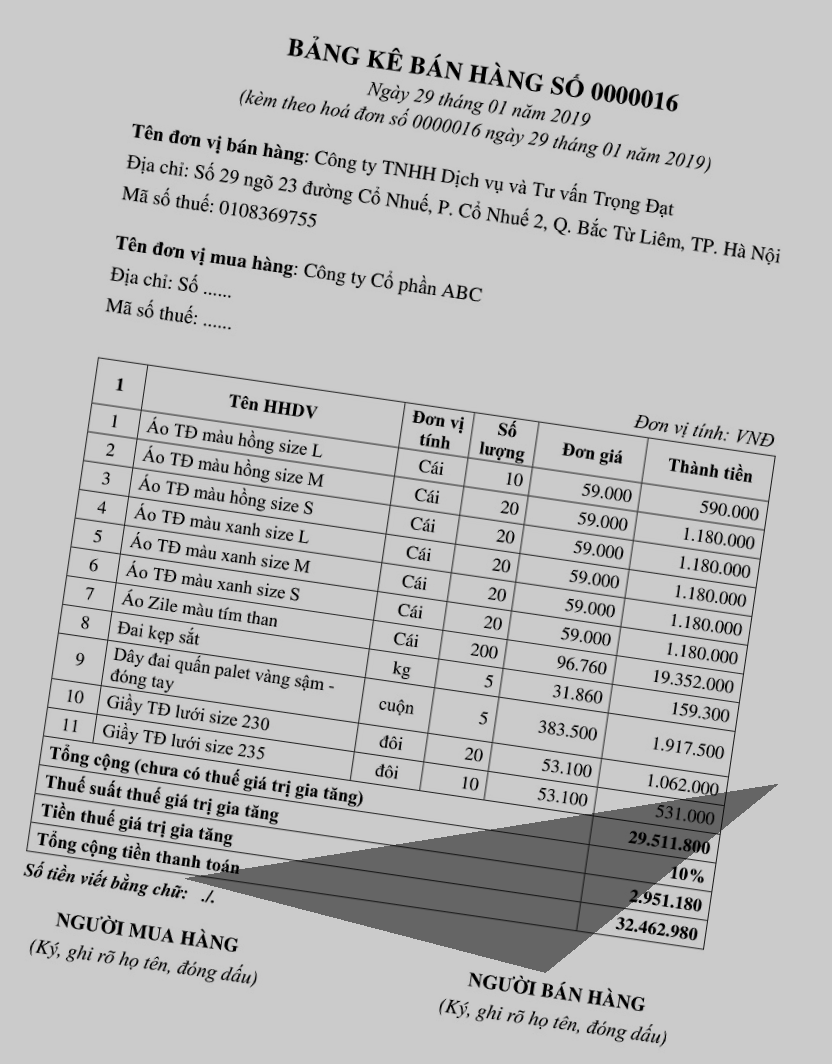 BẢNG KÊ BÁN HÀNG SỐ 0000016
Ngày 29 tháng 01 năm 2019
(kèm theo hoá đơn số 0000016 ngày 29 tháng 01 năm 2019)
Tên đơn vị bán hàng: Công ty TNHH Dịch vụ và Tư vấn Trọng Đạt
Địa chỉ: Số 29 ngõ 23 đường Cổ Nhuế, P. Cổ Nhuế 2, Q. Bắc Từ Liêm, TP. Hà Nội
Mã số thuế: 0108369755
Tên đơn vị mua hàng: Công ty Cổ phần ABC
Địa chỉ: Số ......
Mã số thuế: ......
Đơn vị tính: VNĐ
1 Tên HHDV Đơn vị tính Số lượng Đơn giá Thành tiền
1 Áo TĐ màu hồng size L Cái 10 59.000 590.000
2 Áo TĐ màu hồng size M Cái 20 59.000 1.180.000
3 Áo TĐ màu hồng size S Cái 20 59.000 1.180.000
4 Áo TĐ màu xanh size L Cái 20 59.000 1.180.000
5 Áo TĐ màu xanh size M Cái 20 59.000 1.180.000
6 Áo TĐ màu xanh size S Cái 20 59.000 1.180.000
7 Áo Zile màu tím than Cái 200 96.760 19.352.000
8 Đai kẹp sắt kg 5 31.860 159.300
9 Dây đai quấn palet vàng sậm - đóng tay cuộn 5 383.500 1.917.500
10 Giầy TĐ lưới size 230 đôi 20 53.100 1.062.000
11 Giầy TĐ lưới size 235 đôi 10 53.100 531.000
Tổng cộng (chưa có thuế giá trị gia tăng) 29.511.800
Thuế suất thuế giá trị gia tăng 10%
Tiền thuế giá trị gia tăng 2.951.180
Tổng cộng tiền thanh toán 32.462.980
Số tiền viết bằng chữ: ./.
NGƯỜI MUA HÀNG
(Ký, ghi rõ họ tên, đóng dấu)
NGƯỜI BÁN HÀNG
(Ký, ghi rõ họ tên, đóng dấu)